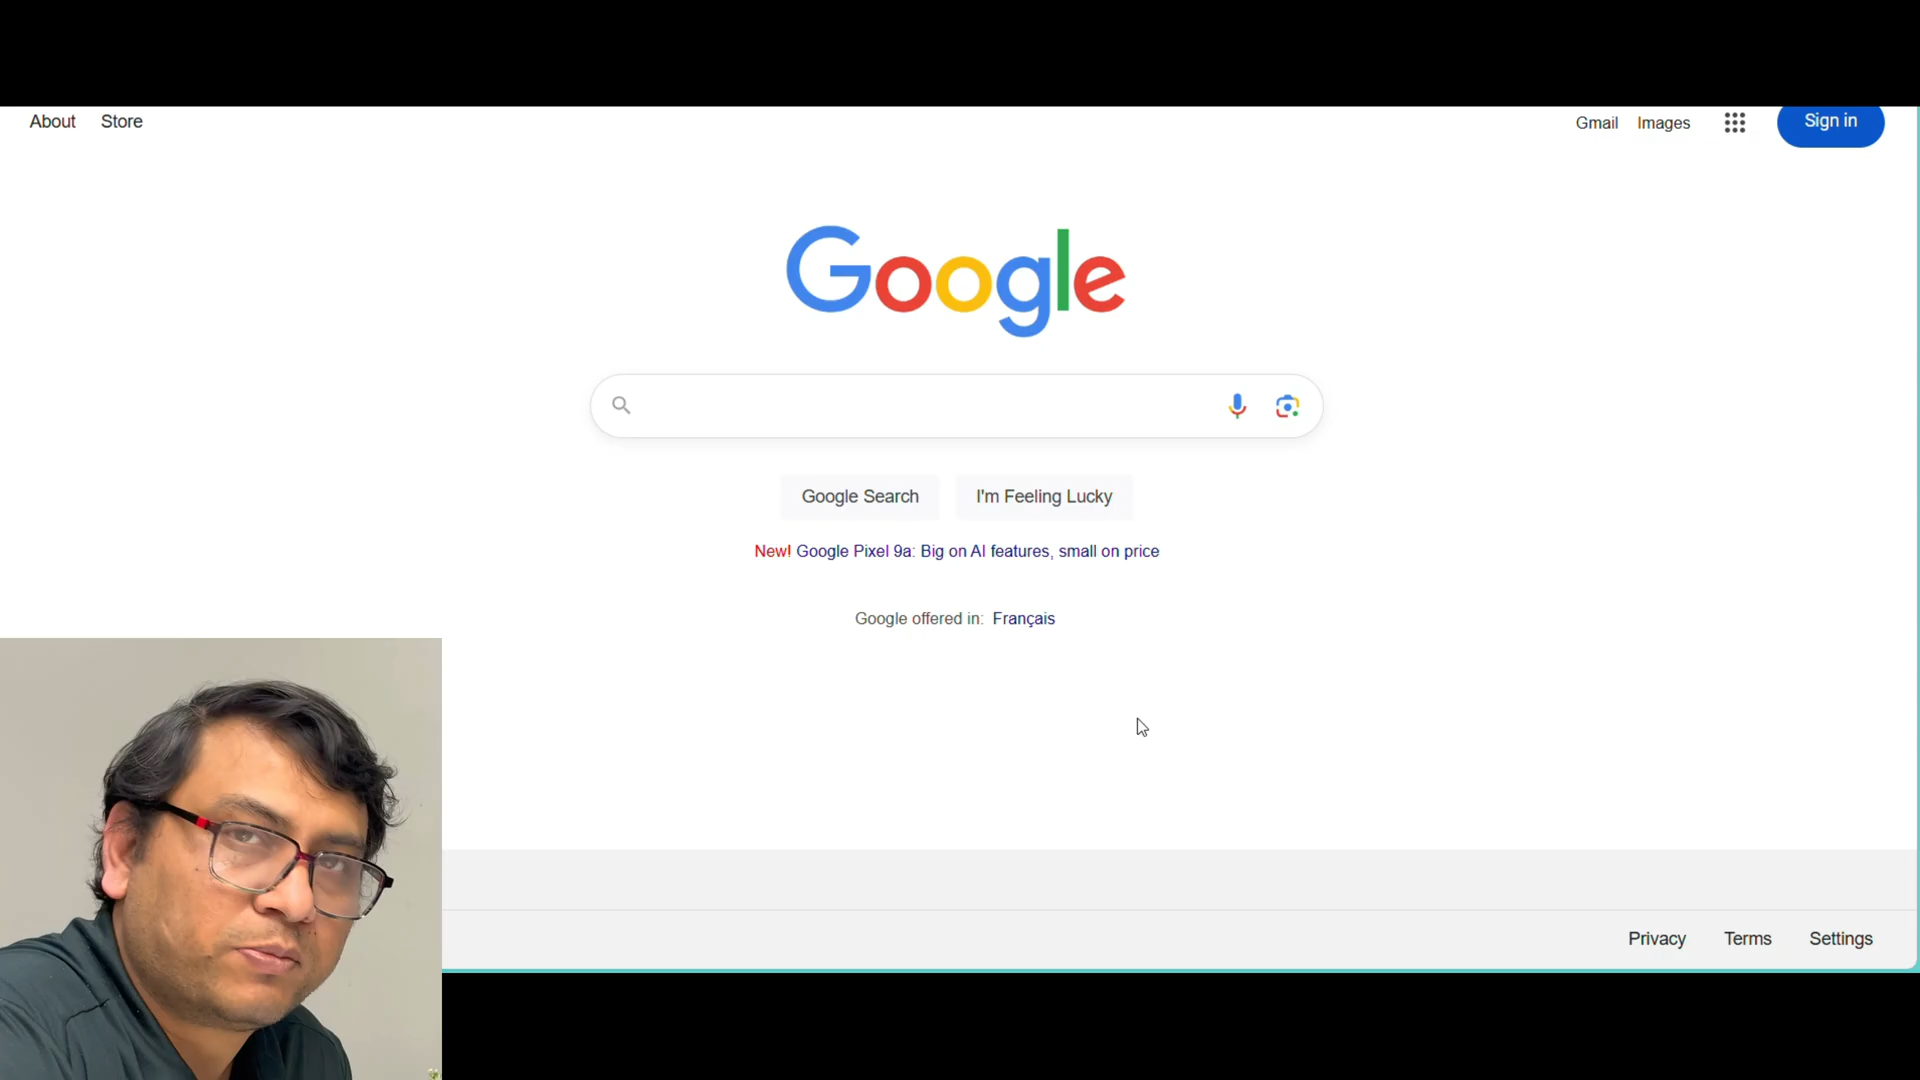 About Store
Gmail Images Sign in
Google
Google Search I'm Feeling Lucky
New! Google Pixel 9a: Big on AI features, small on price
Google offered in: Français
Privacy Terms Settings